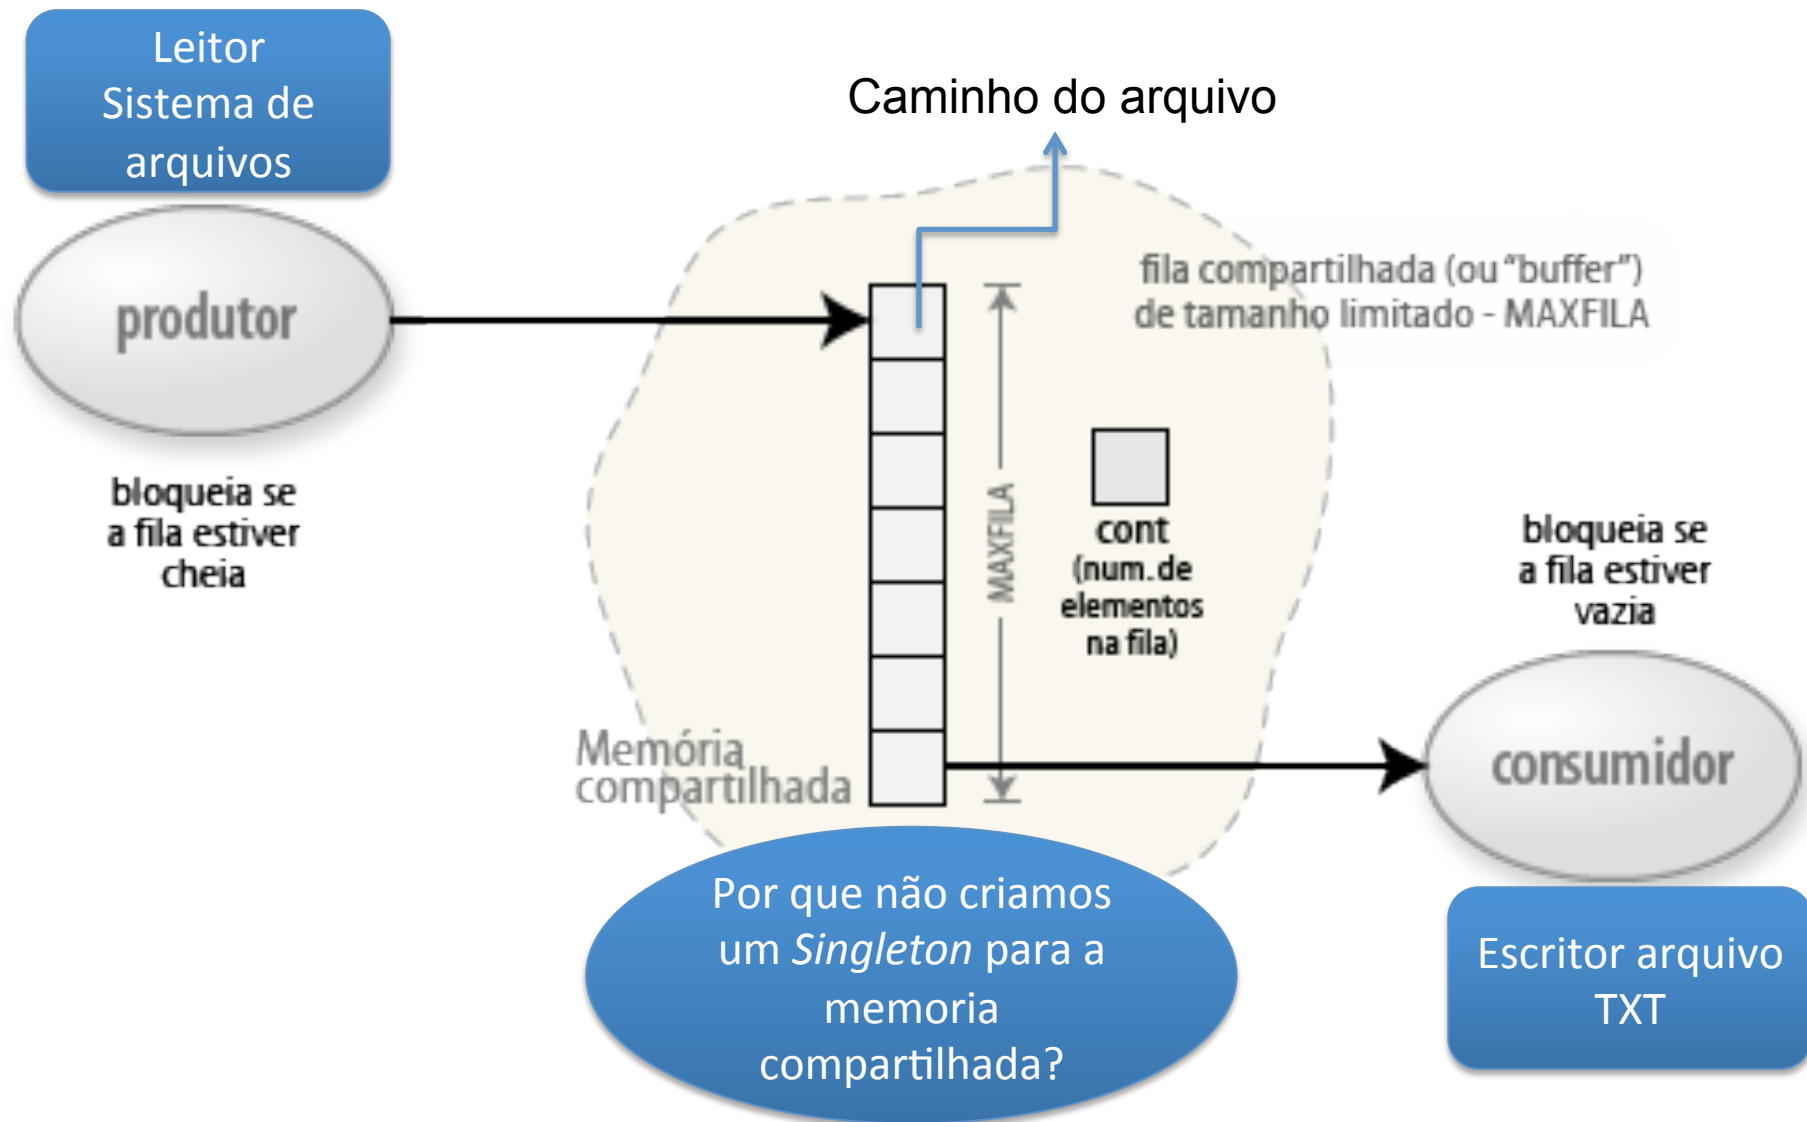 Leitor
Sistema de
arquivos
Caminho do arquivo
produtor
fila compartilhada (ou “buffer”)
de tamanho limitado - MAXFILA
bloqueia se
a fila estiver
cheia
MAXFILA
cont
(num. de
elementos
na fila)
bloqueia se
a fila estiver
vazia
Memória
compartilhada
consumidor
Por que não criamos
um Singleton para a
memoria
compartilhada?
Escritor arquivo
TXT